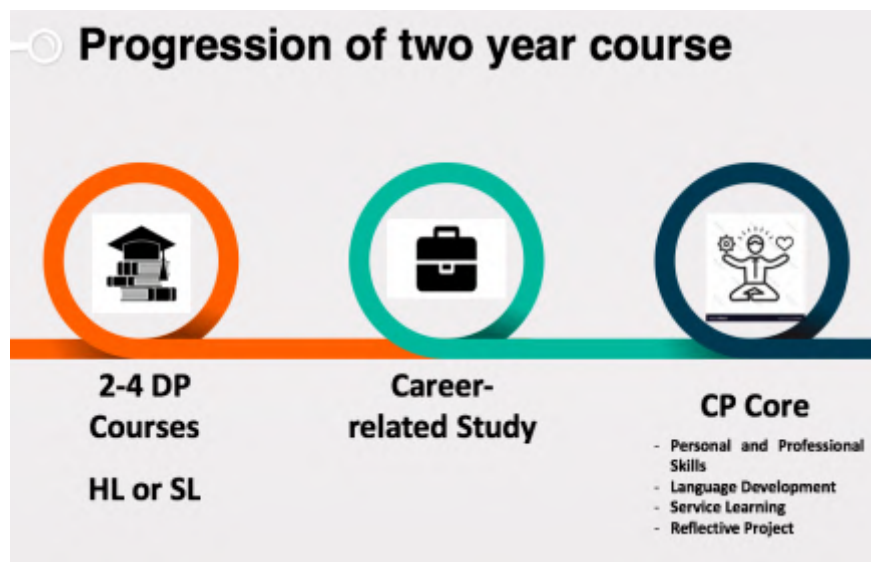 Progression of two year course
2-4 DP
Courses
HL or SL
Career-
related Study
CP Core
- Personal and Professional
Skills
- Language Development
- Service Learning
- Reflective Project